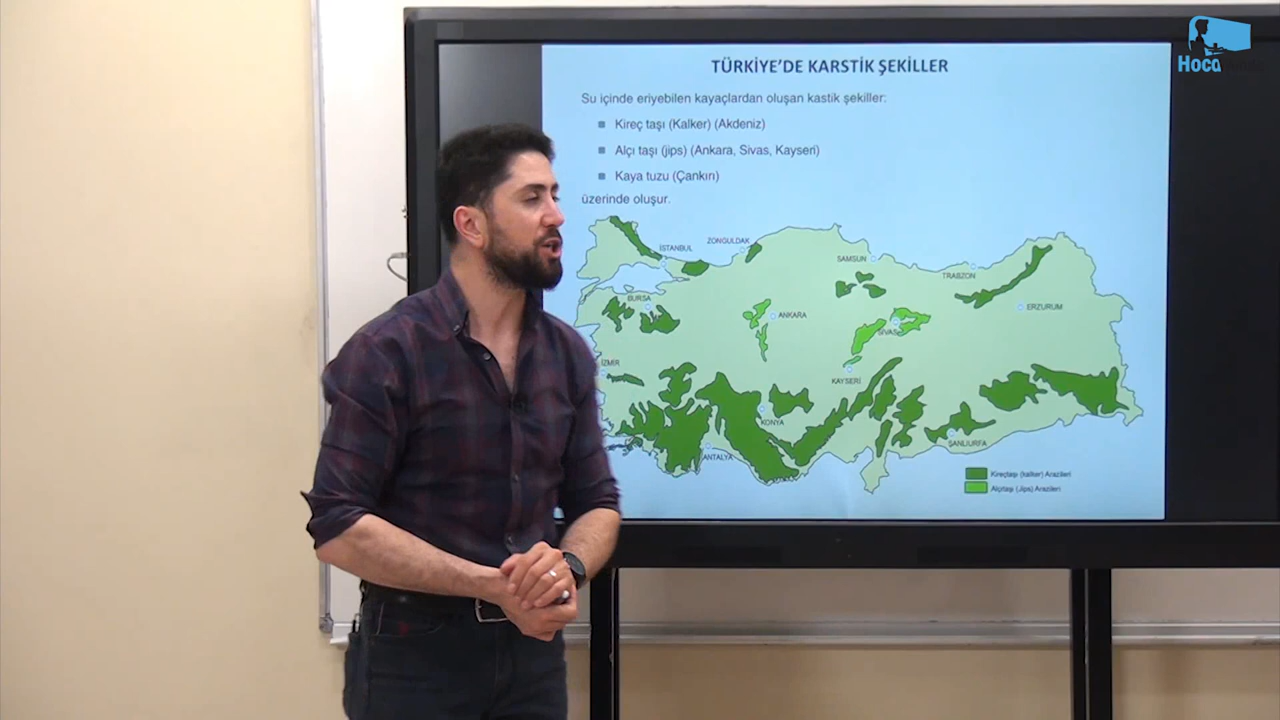 Hoca
TÜRKİYE'DE KARSTİK ŞEKİLLER
Su içinde eriyebilen kayaçlardan oluşan kastik şekiller:
Kireç taşı (Kalker) (Akdeniz)
Alçı taşı (jips) (Ankara, Sivas, Kayseri)
Kaya tuzu (Çankırı)
üzerinde oluşur.
İSTANBUL
ZONGULDAK
SAMSUN
TRABZON
BURSA
ANKARA
ERZURUM
SİVAS
İZMİR
KAYSERİ
KONYA
ANTALYA
ŞANLIURFA
Kireçtaşı (kalker) Arazileri
Alçıtaşı (Jips) Arazileri